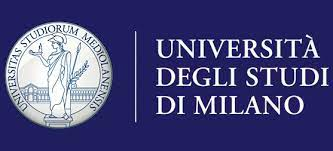 UNIVERSITAS STUDIORUM MEDIOLANENSIS
UNIVERSITÀ
DEGLI STUDI
DI MILANO